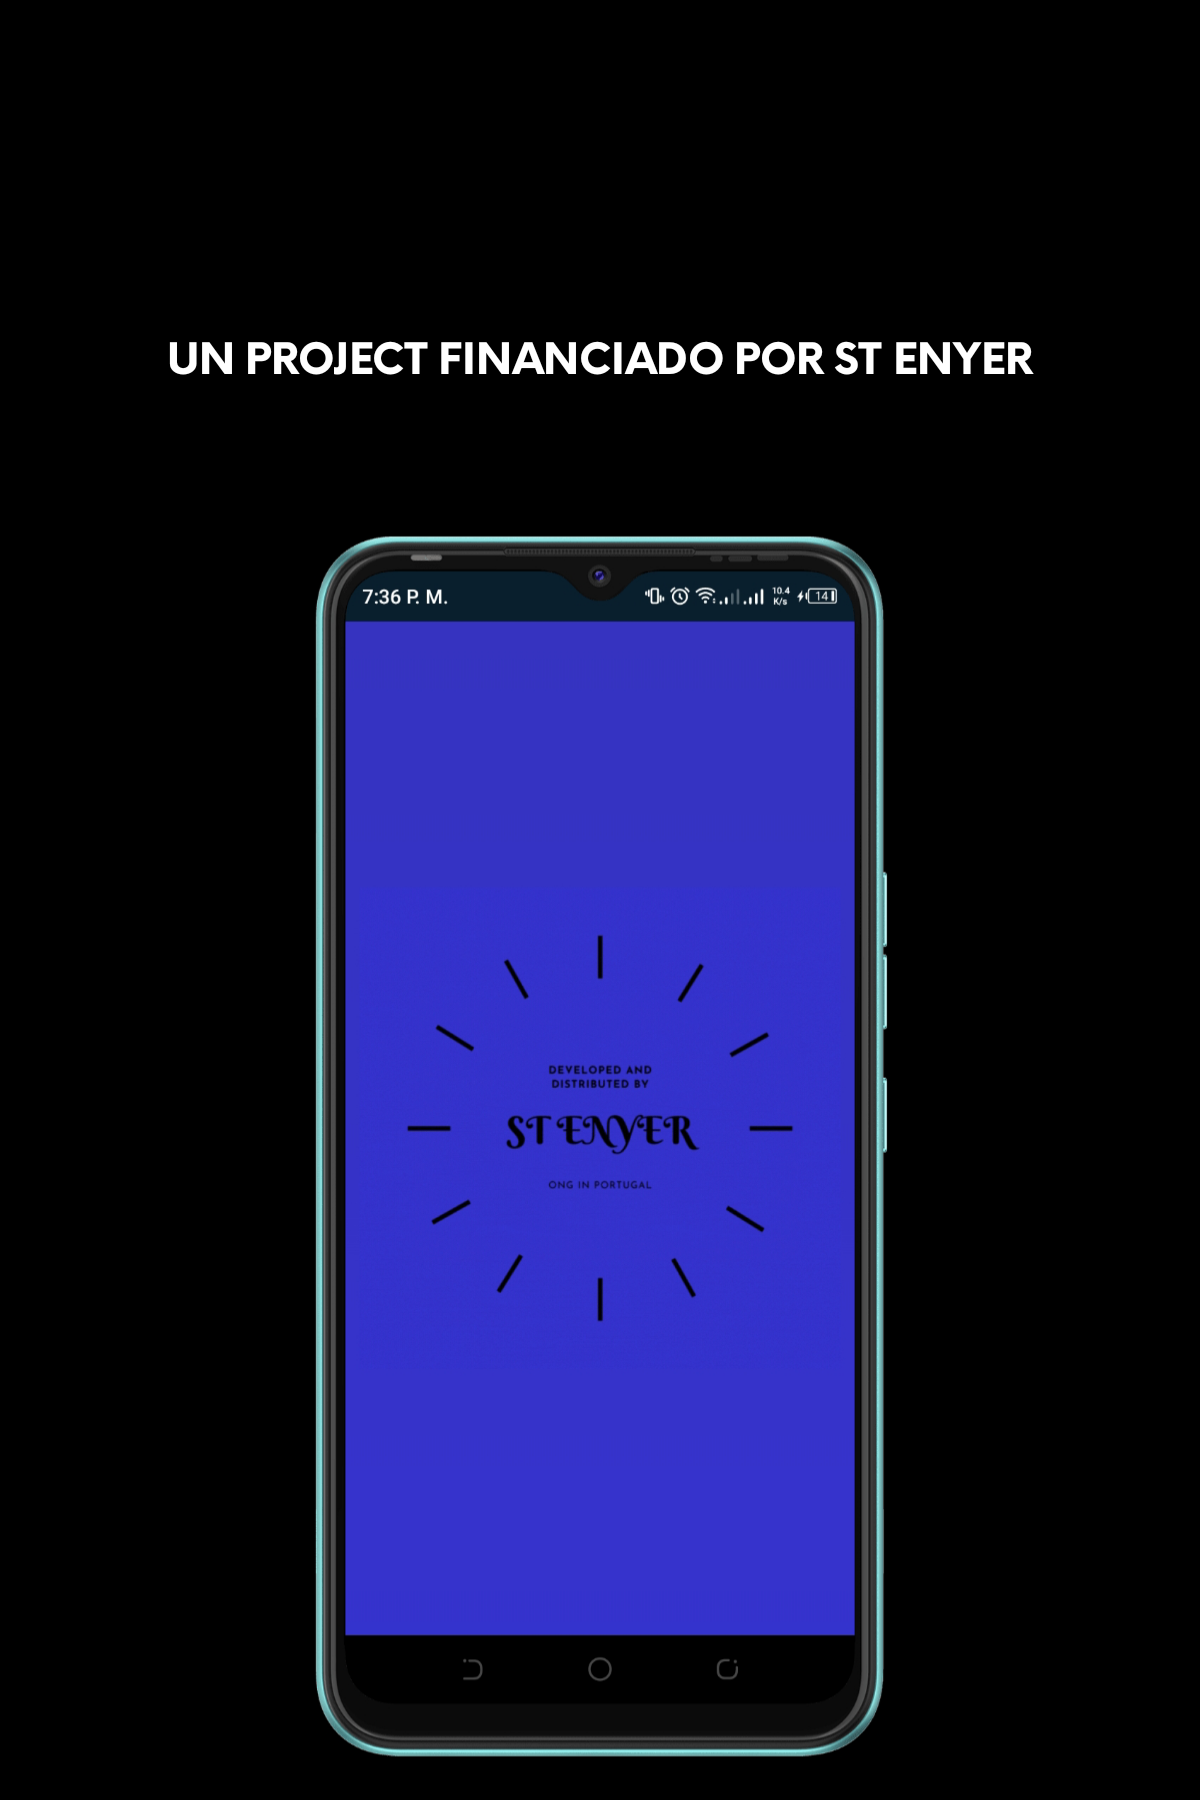 UN PROJECT FINANCIADO POR ST ENYER
7:36 P. M.
10.4
K/s
14
DEVELOPED AND
DISTRIBUTED BY
ST ENYER
ONG IN PORTUGAL